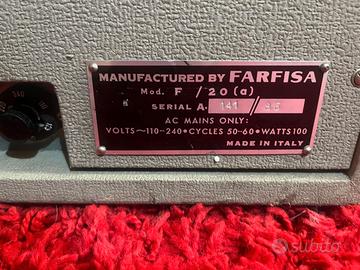 MANUFACTURED BY FARFISA
Mod. F /20 (a)
SERIAL A. 141
AC MAINS ONLY:
VOLTS~110-240•CYCLES 50-60•WATTS 100
MADE IN ITALY
240
subito